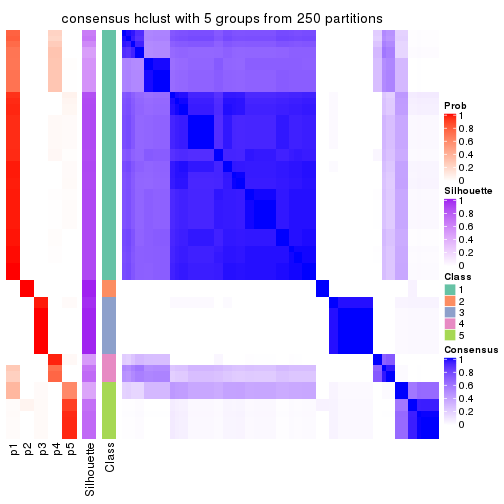 consensus hclust with 5 groups from 250 partitions
Prob
1
0.8
0.6
0.4
0.2
0
Silhouette
1
0.8
0.6
0.4
0.2
0
Class
1
2
3
4
5
Consensus
1
0.8
0.6
0.4
0.2
0
p1
p2
p3
p4
p5
Silhouette
Class